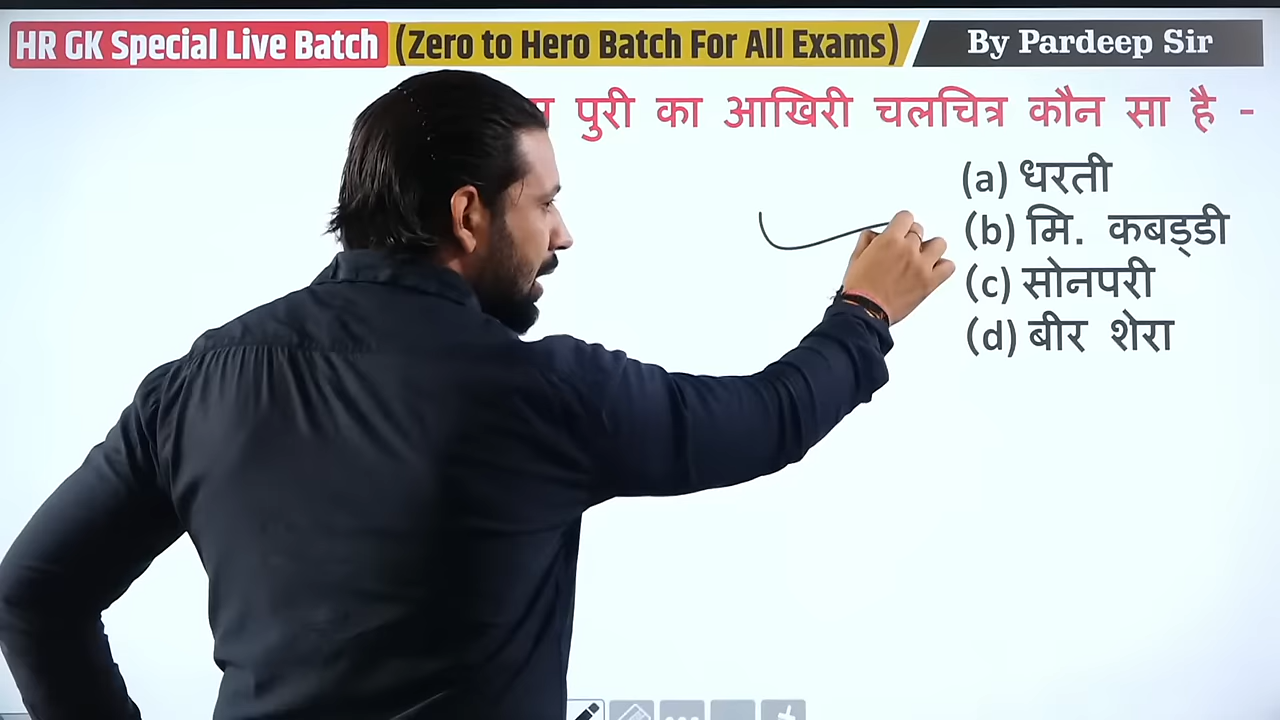 HR GK Special Live Batch (Zero to Hero Batch For All Exams) By Pardeep Sir
पुरी का आखिरी चलचित्र कौन सा है -
(a) धरती
(b) मि. कबड्डी
(c) सोनपरी
(d) बीर शेरा